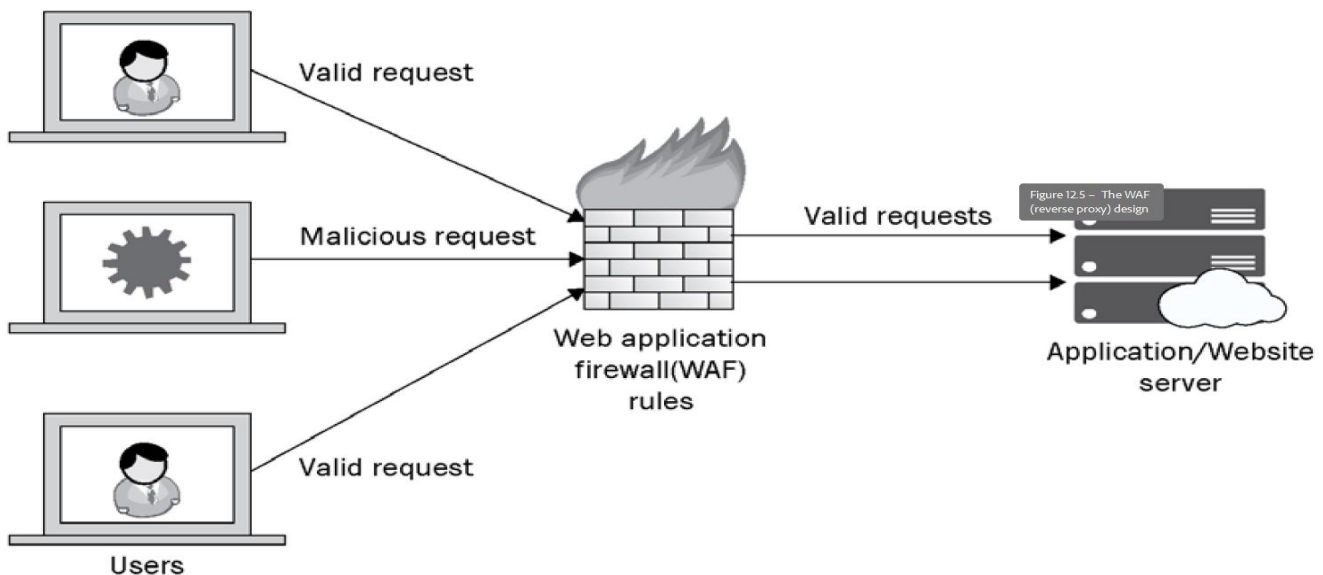 Valid request
Malicious request
Valid request
Users
Web application
firewall(WAF)
rules
Valid requests
Figure 12.5 – The WAF
(reverse proxy) design
Application/Website
server